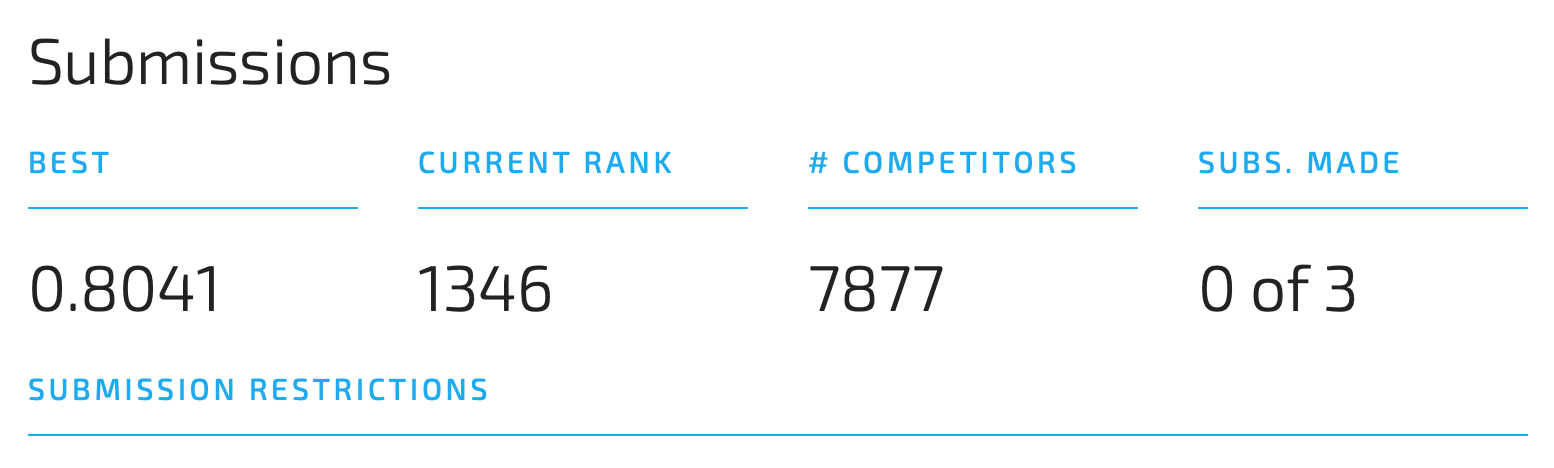 Submissions
BEST CURRENT RANK # COMPETITORS SUBS. MADE
0.8041 1346 7877 0 of 3
SUBMISSION RESTRICTIONS